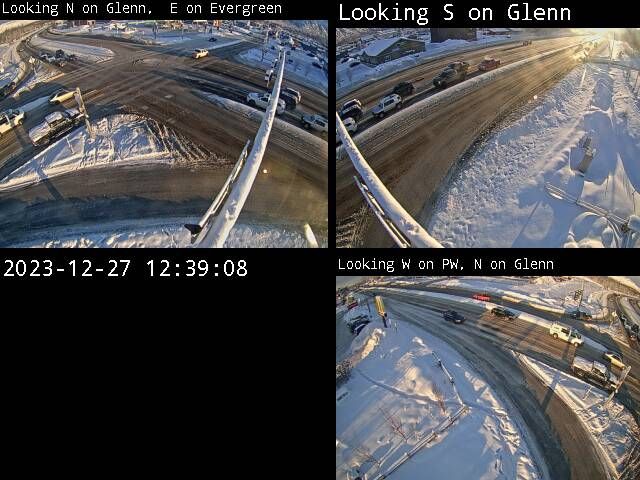 Looking N on Glenn, E on Evergreen
Looking S on Glenn
2023-12-27 12:39:08
Looking W on PW, N on Glenn